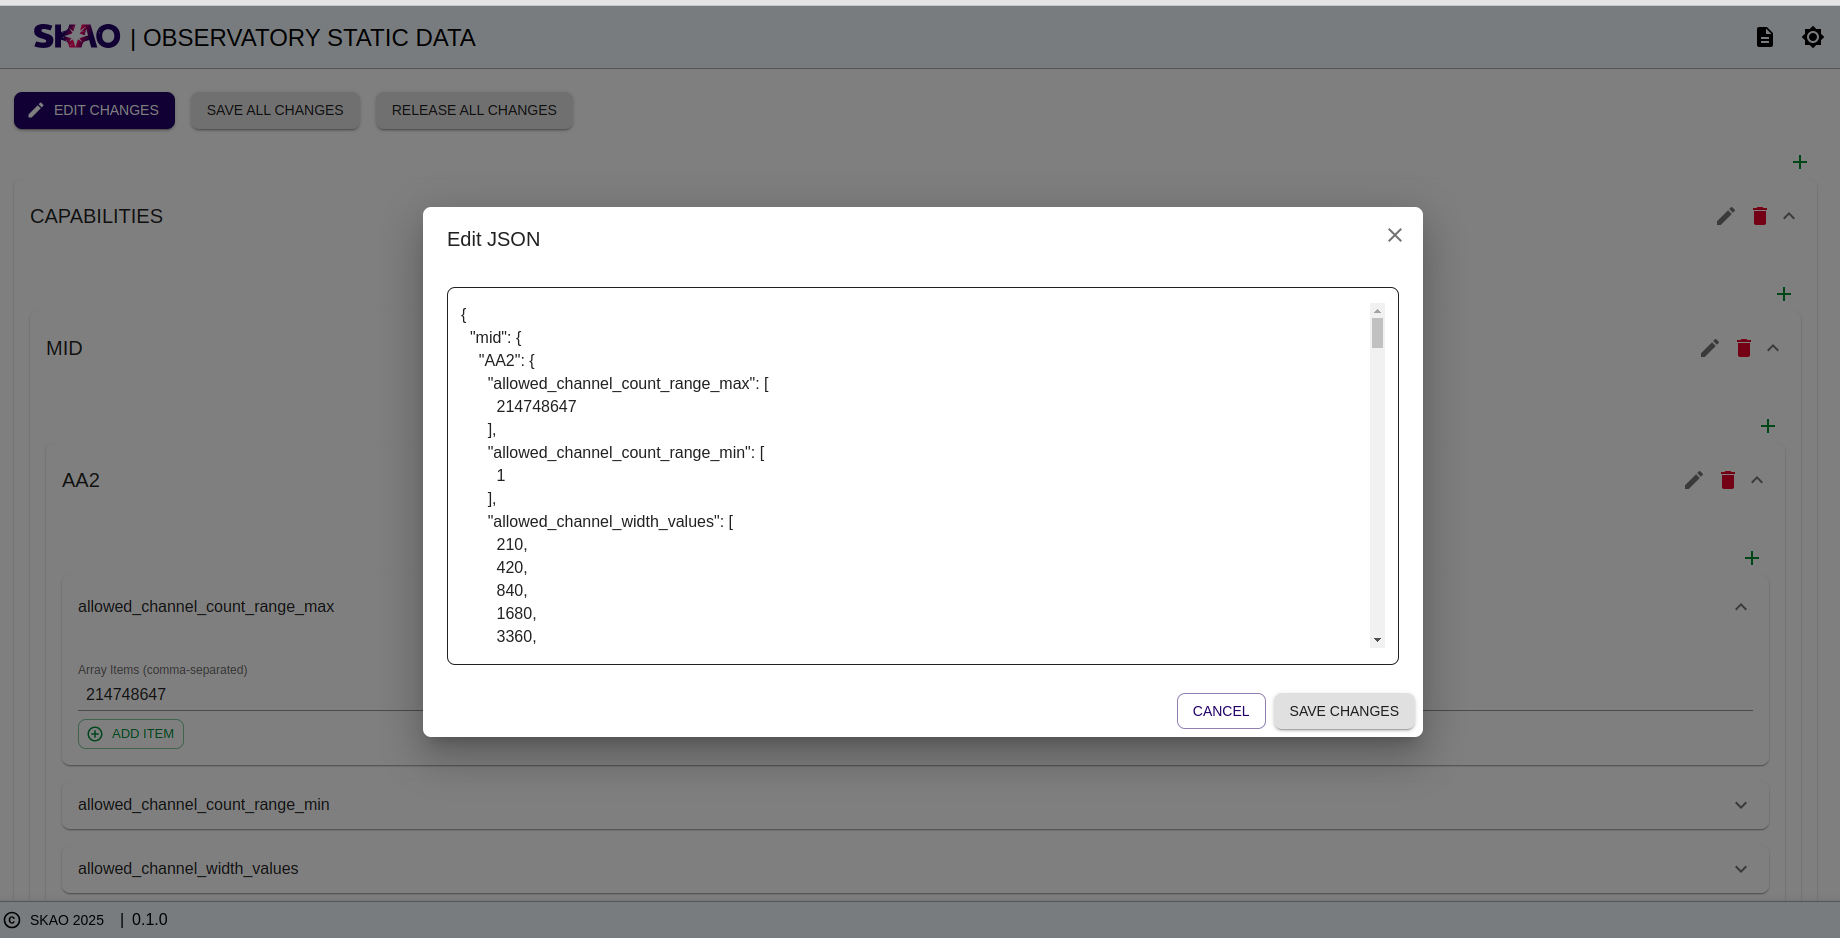 SKAO | OBSERVATORY STATIC DATA
EDIT CHANGES
SAVE ALL CHANGES
RELEASE ALL CHANGES
CAPABILITIES
MID
AA2
allowed_channel_count_range_max
Array Items (comma-separated)
214748647
ADD ITEM
allowed_channel_count_range_min
allowed_channel_width_values
Edit JSON
{
"mid": {
"AA2": {
"allowed_channel_count_range_max": [
214748647
],
"allowed_channel_count_range_min": [
1
],
"allowed_channel_width_values": [
210,
420,
840,
1680,
3360,
CANCEL
SAVE CHANGES
© SKAO 2025 | 0.1.0